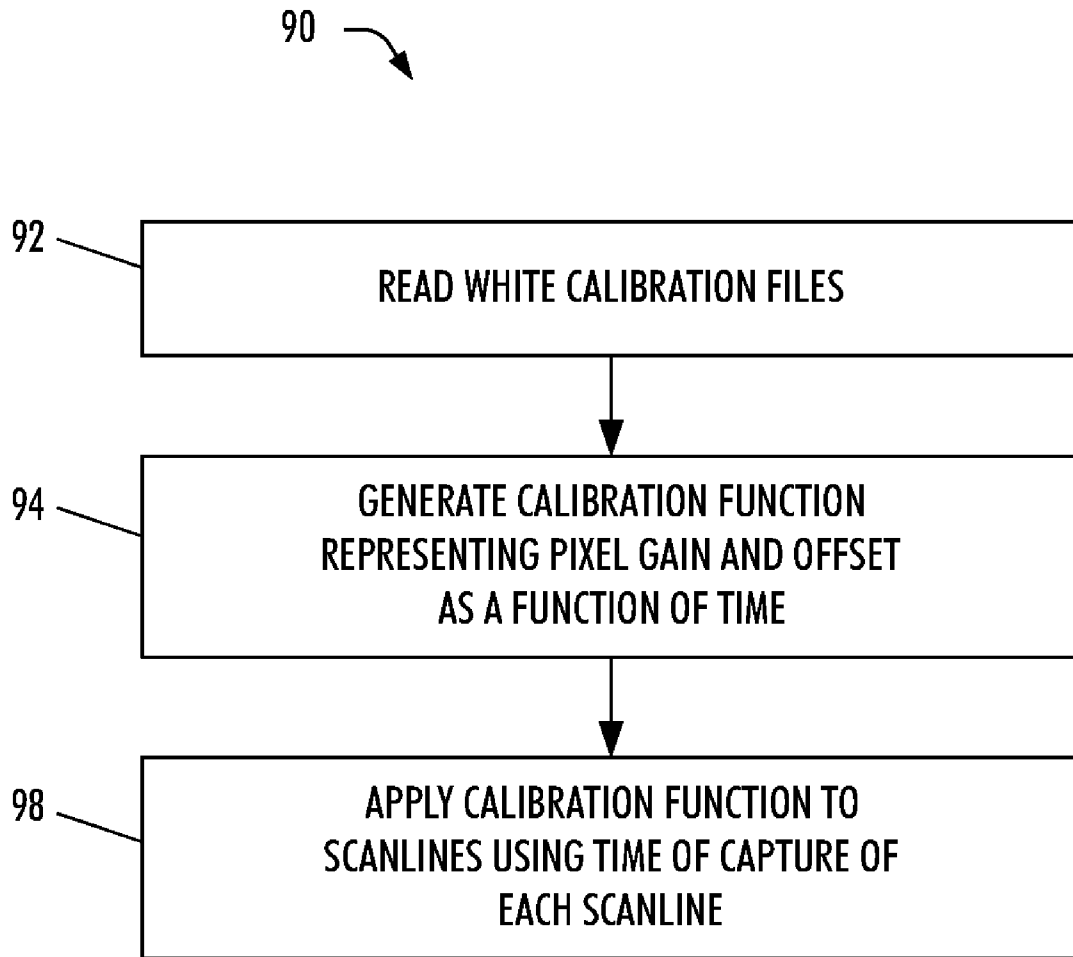 90
92
READ WHITE CALIBRATION FILES
94
GENERATE CALIBRATION FUNCTION
REPRESENTING PIXEL GAIN AND OFFSET
AS A FUNCTION OF TIME
98
APPLY CALIBRATION FUNCTION TO
SCANLINES USING TIME OF CAPTURE OF
EACH SCANLINE